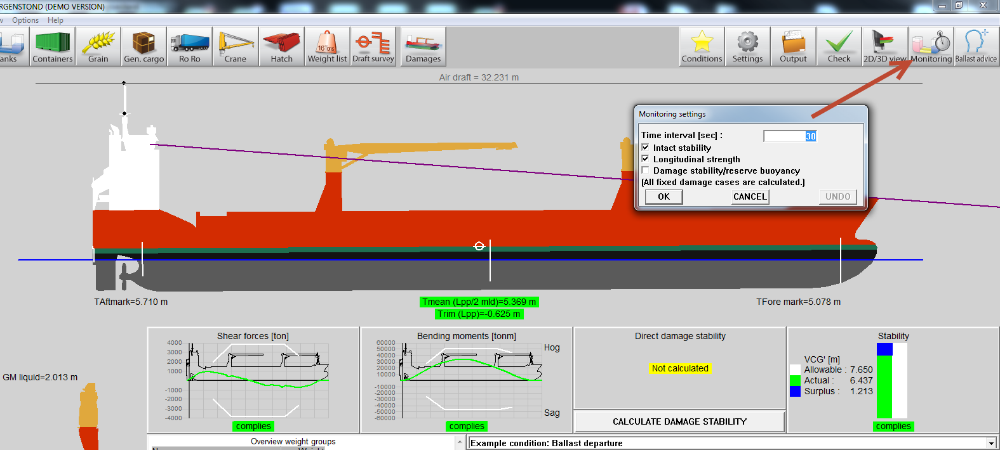 RGENSTOND (DEMO VERSION)
w Options Help
anks Containers Grain Gen. cargo Ro Ro Crane Hatch Weight list Draft survey Damages Conditions Settings Output Check 2D/3D view Monitoring Ballast advice
16Tons
Air draft = 32.231 m
Monitoring settings
Time interval [sec] : 30
Intact stability
Longitudinal strength
Damage stability/reserve buoyancy
(All fixed damage cases are calculated.)
OK CANCEL UNDO
TAftmark=5.710 m
Tmean (Lpp/2 mld)=5.369 m
Trim (Lpp)=-0.625 m
TFore mark=5.078 m
GM liquid=2.013 m
Shear forces [ton]
4000
3000
2000
1000
-1000
-2000
-3000
-4000
complies
Bending moments [tonm]
60000
50000
40000
30000
20000
10000
-10000
-20000
-30000
-40000
-50000
-60000
Hog
Sag
complies
Direct damage stability
Not calculated
CALCULATE DAMAGE STABILITY
Stability
VCG' [m]
Allowable : 7.650
Actual : 6.437
Surplus : 1.213
complies
Overview weight groups
Example condition: Ballast departure